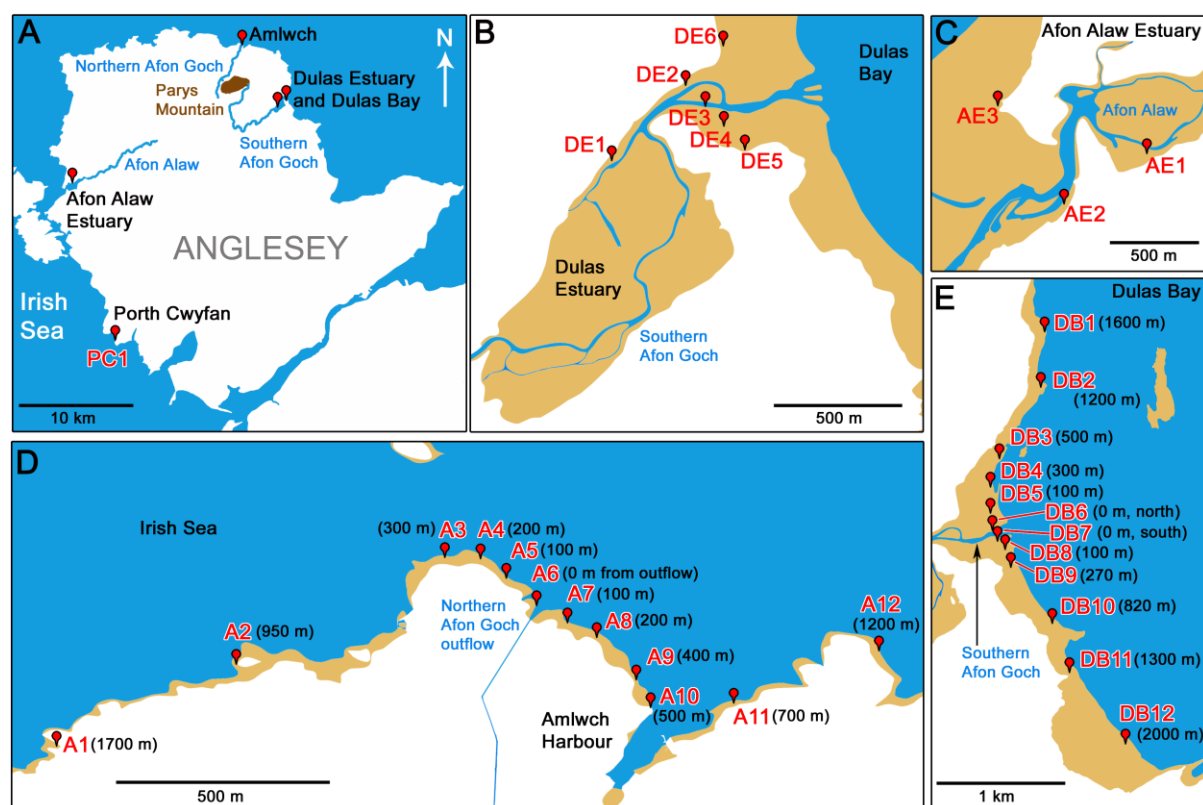 A
Amlwch
N
Northern Afon Goch
Parys
Mountain
Dulas Estuary
and Dulas Bay
Southern
Afon Goch
Afon Alaw
Afon Alaw
Estuary
ANGLESEY
Irish
Sea
Porth Cwyfan
PC1
10 km
B
DE6
Dulas
Bay
DE2
DE3
DE4
DE1
DE5
Dulas
Estuary
Southern
Afon Goch
500 m
C
Afon Alaw Estuary
AE3
Afon Alaw
AE1
AE2
500 m
D
Irish Sea
(300 m) A3
A4 (200 m)
A5 (100 m)
A6 (0 m from outflow)
A7 (100 m)
Northern
Afon Goch
outflow
A8 (200 m)
A12
(1200 m)
A2 (950 m)
A9 (400 m)
A10
(500 m)
A11 (700 m)
Amlwch
Harbour
A1 (1700 m)
500 m
E
Dulas Bay
DB1 (1600 m)
DB2
(1200 m)
DB3 (500 m)
DB4 (300 m)
DB5 (100 m)
DB6 (0 m, north)
DB7 (0 m, south)
DB8 (100 m)
DB9 (270 m)
DB10 (820 m)
Southern
Afon Goch
DB11 (1300 m)
DB12
(2000 m)
1 km